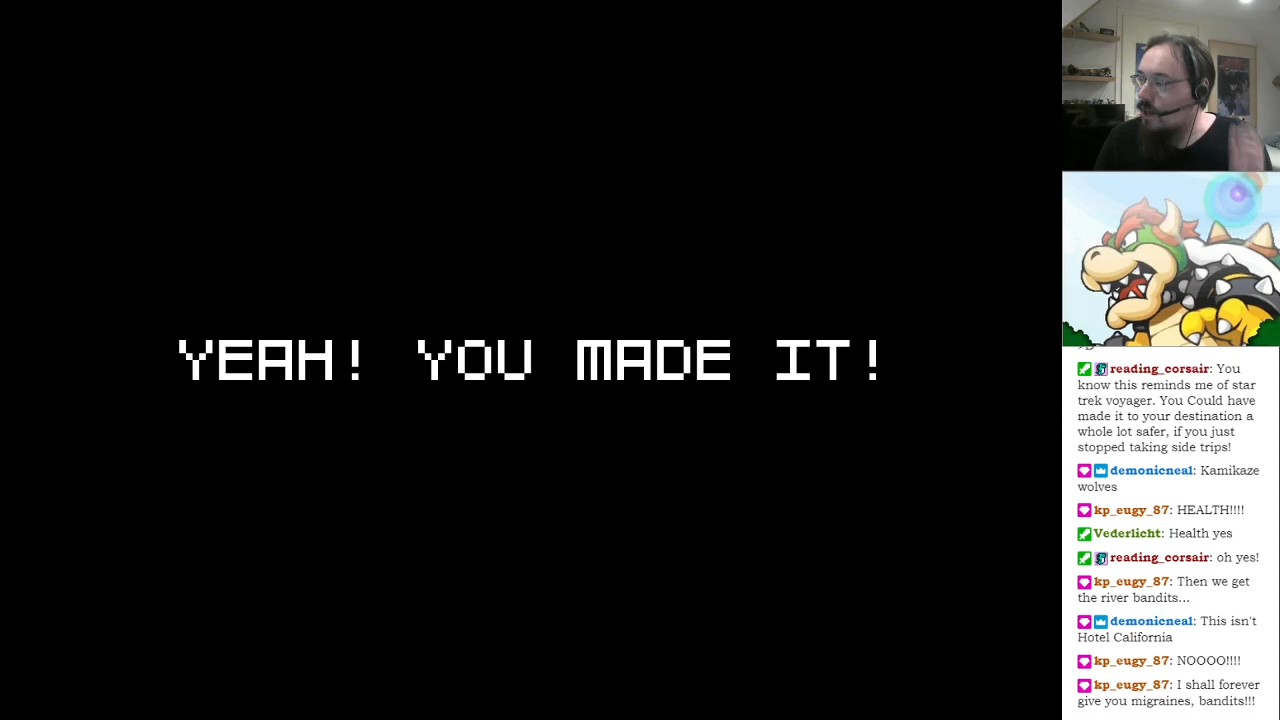 YEAH! YOU MADE IT!
reading_corsair: You
know this reminds me of star
trek voyager. You Could have
made it to your destination a
whole lot safer, if you just
stopped taking side trips!
demonicneal: Kamikaze
wolves
kp_eugy_87: HEALTH!!!!
Vederlicht: Health yes
reading_corsair: oh yes!
kp_eugy_87: Then we get
the river bandits...
demonicneal: This isn't
Hotel California
kp_eugy_87: NOOOO!!!!
kp_eugy_87: I shall forever
give you migraines, bandits!!!